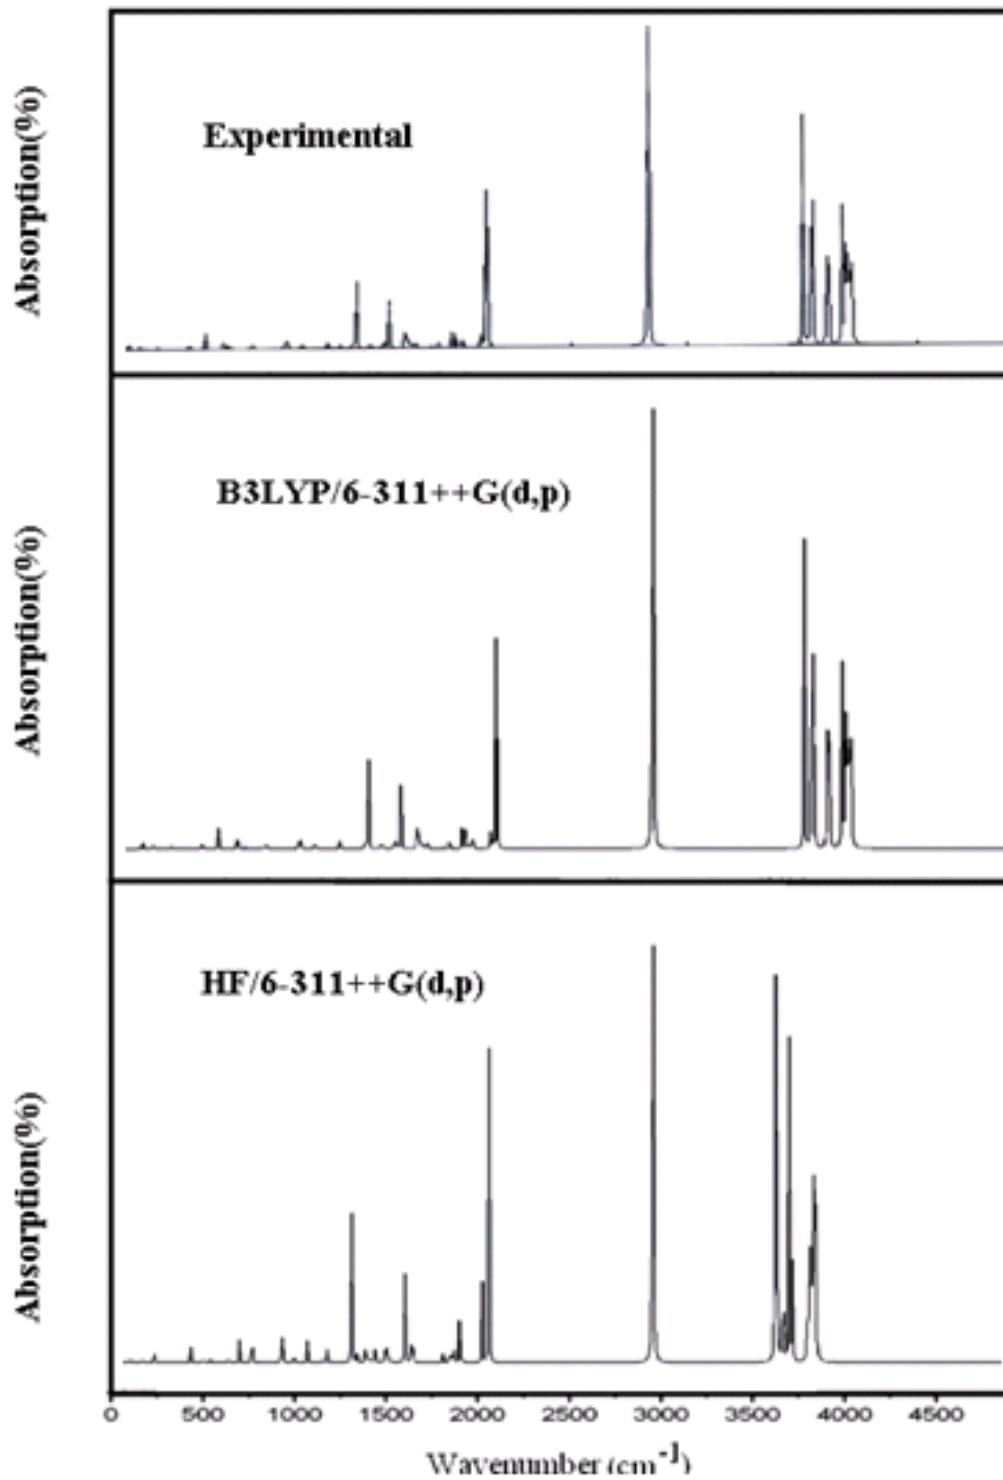 Absorption(%)
Experimental
Absorption(%)
B3LYP/6-311++G(d,p)
Absorption(%)
HF/6-311++G(d,p)
0 500 1000 1500 2000 2500 3000 3500 4000 4500
Wavenumber (cm-1)